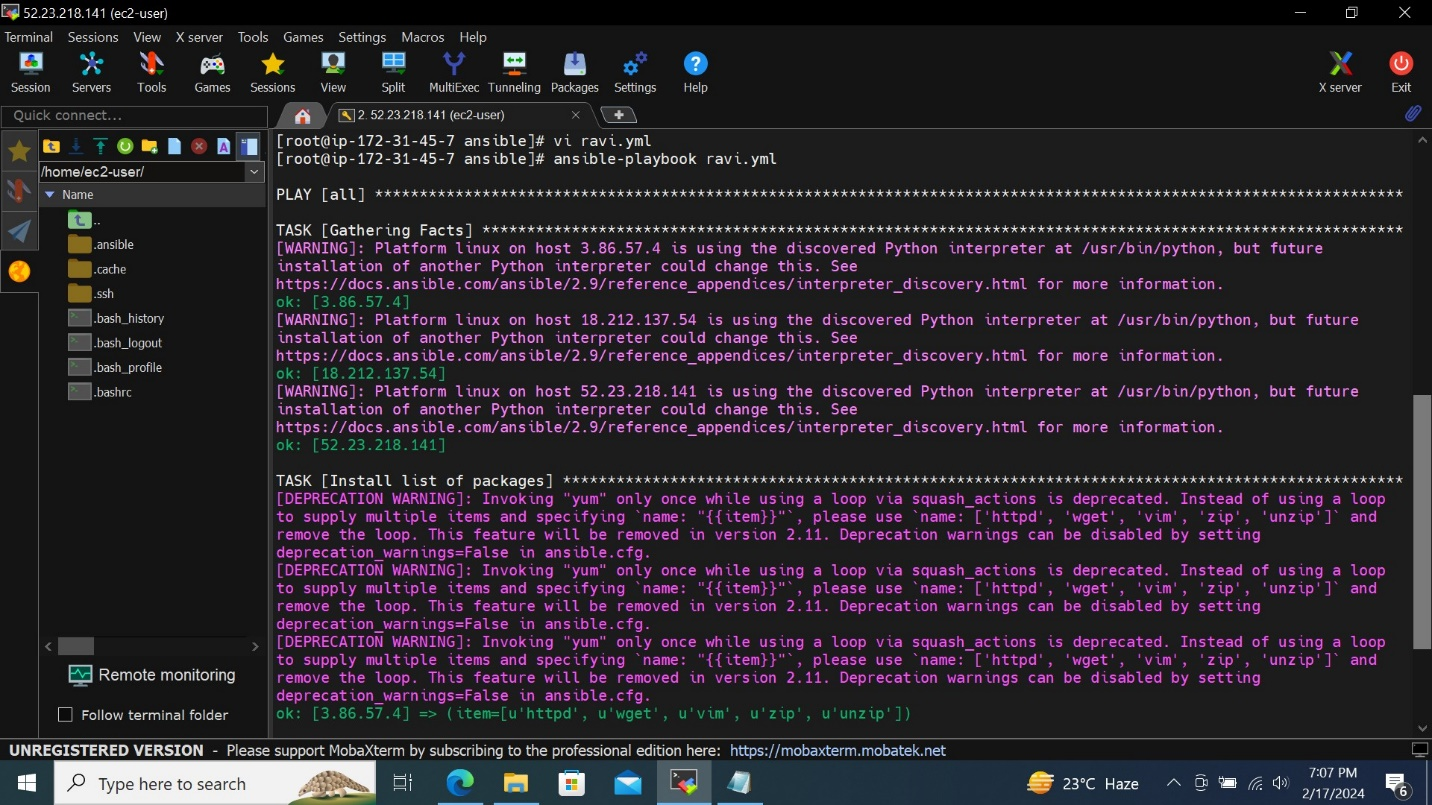 52.23.218.141 (ec2-user)
Terminal Sessions View X server Tools Games Settings Macros Help
Session Servers Tools Games Sessions View Split MultiExec Tunneling Packages Settings Help X server Exit
Quick connect...
2. 52.23.218.141 (ec2-user)
/home/ec2-user/
Name
..
.ansible
.cache
.ssh
.bash_history
.bash_logout
.bash_profile
.bashrc
Remote monitoring
Follow terminal folder
[root@ip-172-31-45-7 ansible]# vi ravi.yml
[root@ip-172-31-45-7 ansible]# ansible-playbook ravi.yml
PLAY [all] ******************************************************************************************************************
TASK [Gathering Facts] ******************************************************************************************************
[WARNING]: Platform linux on host 3.86.57.4 is using the discovered Python interpreter at /usr/bin/python, but future
installation of another Python interpreter could change this. See
https://docs.ansible.com/ansible/2.9/reference_appendices/interpreter_discovery.html for more information.
ok: [3.86.57.4]
[WARNING]: Platform linux on host 18.212.137.54 is using the discovered Python interpreter at /usr/bin/python, but future
installation of another Python interpreter could change this. See
https://docs.ansible.com/ansible/2.9/reference_appendices/interpreter_discovery.html for more information.
ok: [18.212.137.54]
[WARNING]: Platform linux on host 52.23.218.141 is using the discovered Python interpreter at /usr/bin/python, but future
installation of another Python interpreter could change this. See
https://docs.ansible.com/ansible/2.9/reference_appendices/interpreter_discovery.html for more information.
ok: [52.23.218.141]
TASK [Install list of packages] *********************************************************************************************
[DEPRECATION WARNING]: Invoking "yum" only once while using a loop via squash_actions is deprecated. Instead of using a loop
to supply multiple items and specifying `name: "{{item}}"`, please use `name: ['httpd', 'wget', 'vim', 'zip', 'unzip']` and
remove the loop. This feature will be removed in version 2.11. Deprecation warnings can be disabled by setting
deprecation_warnings=False in ansible.cfg.
[DEPRECATION WARNING]: Invoking "yum" only once while using a loop via squash_actions is deprecated. Instead of using a loop
to supply multiple items and specifying `name: "{{item}}"`, please use `name: ['httpd', 'wget', 'vim', 'zip', 'unzip']` and
remove the loop. This feature will be removed in version 2.11. Deprecation warnings can be disabled by setting
deprecation_warnings=False in ansible.cfg.
[DEPRECATION WARNING]: Invoking "yum" only once while using a loop via squash_actions is deprecated. Instead of using a loop
to supply multiple items and specifying `name: "{{item}}"`, please use `name: ['httpd', 'wget', 'vim', 'zip', 'unzip']` and
remove the loop. This feature will be removed in version 2.11. Deprecation warnings can be disabled by setting
deprecation_warnings=False in ansible.cfg.
ok: [3.86.57.4] => (item=[u'httpd', u'wget', u'vim', u'zip', u'unzip'])
UNREGISTERED VERSION - Please support MobaXterm by subscribing to the professional edition here: https://mobaxterm.mobatek.net
Type here to search
23°C Haze
7:07 PM
2/17/2024
6